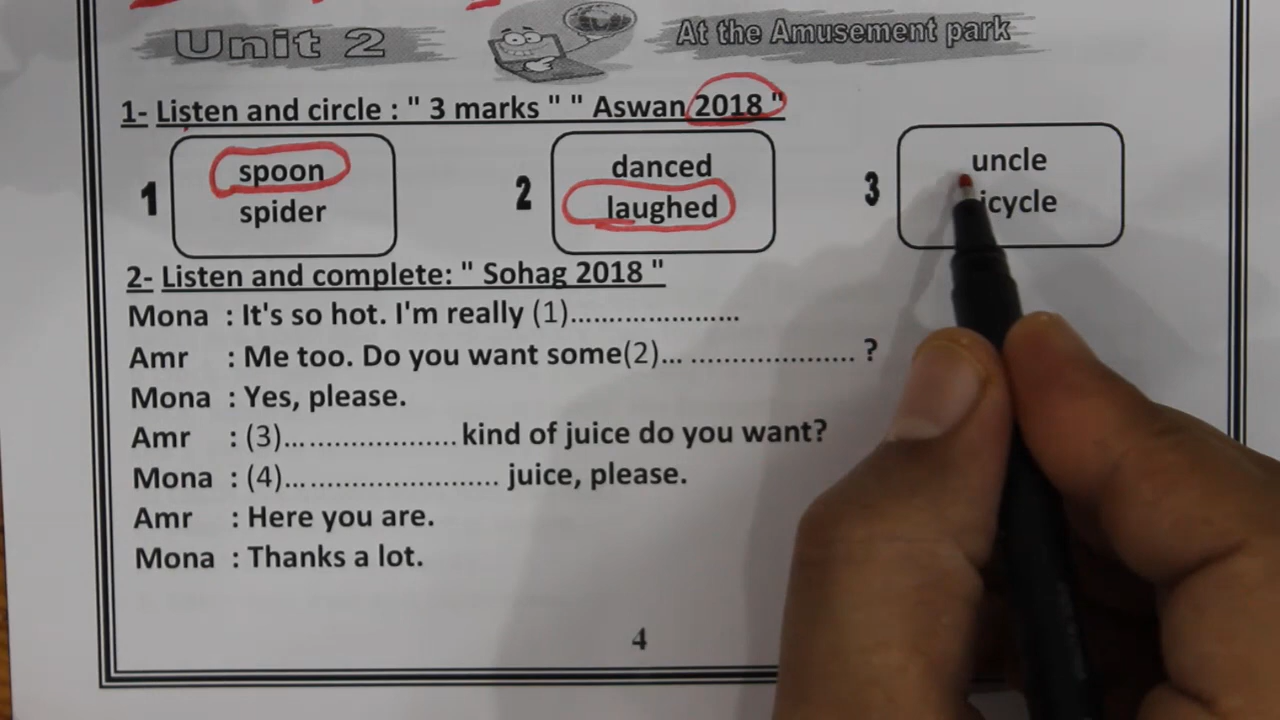 Unit 2 At the Amusement park
1- Listen and circle : " 3 marks " " Aswan 2018 "
1 spoon 2 danced 3 uncle
spider laughed icycle
2- Listen and complete: " Sohag 2018 "
Mona : It's so hot. I'm really (1)......................
Amr : Me too. Do you want some(2)... .................... ?
Mona : Yes, please.
Amr : (3)...................... kind of juice do you want?
Mona : (4)......................... juice, please.
Amr : Here you are.
Mona : Thanks a lot.
4